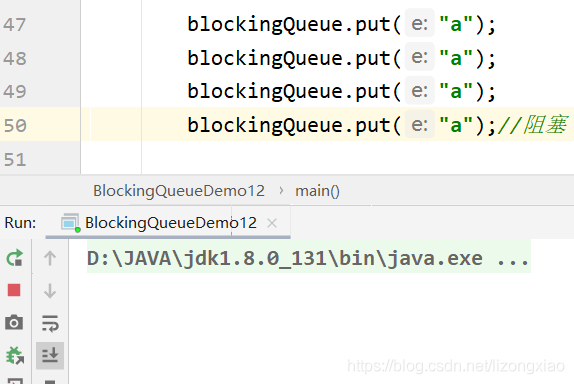 47 blockingQueue.put( e: "a");
48 blockingQueue.put( e: "a");
49 blockingQueue.put( e: "a");
50 blockingQueue.put( e: "a");//阻塞
51
BlockingQueueDemo12 › main()
Run: BlockingQueueDemo12 ×
D:\JAVA\jdk1.8.0_131\bin\java.exe ...
https://blog.csdn.net/lizongxiao